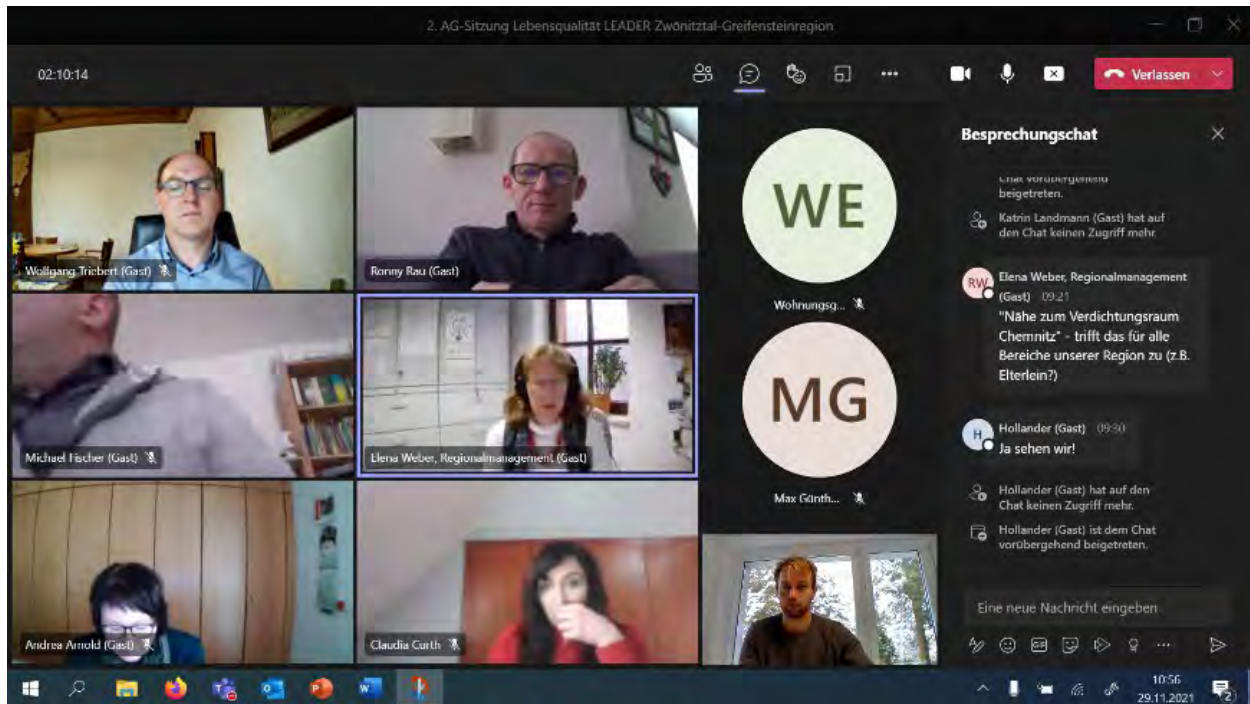 2. AG-Sitzung Lebensqualität LEADER Zwönitztal-Greifensteinregion
02:10:14
Verlassen
Wolfgang Triebert (Gast)
Ronny Rau (Gast)
Michael Fischer (Gast)
Elena Weber, Regionalmanagement (Gast)
Andrea Arnold (Gast)
Claudia Curth
WE
Wohnungsg...
MG
Max Günth...
Besprechungschat
Chat vorübergehend
beigetreten.
Katrin Landmann (Gast) hat auf
den Chat keinen Zugriff mehr.
RW
Elena Weber, Regionalmanagement
(Gast) 09:21
"Nähe zum Verdichtungsraum
Chemnitz" - trifft das für alle
Bereiche unserer Region zu (z.B.
Elterlein?)
H
Hollander (Gast) 09:30
Ja sehen wir!
Hollander (Gast) hat auf den
Chat keinen Zugriff mehr.
Hollander (Gast) ist dem Chat
vorübergehend beigetreten.
Eine neue Nachricht eingeben
GIF
10:56
29.11.2021
2